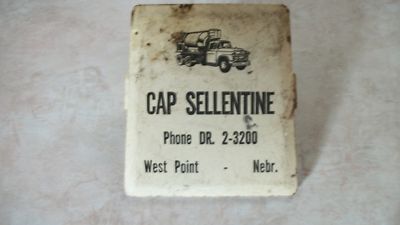 CAP SELLENTINE
Phone DR. 2-3200
West Point - Nebr.